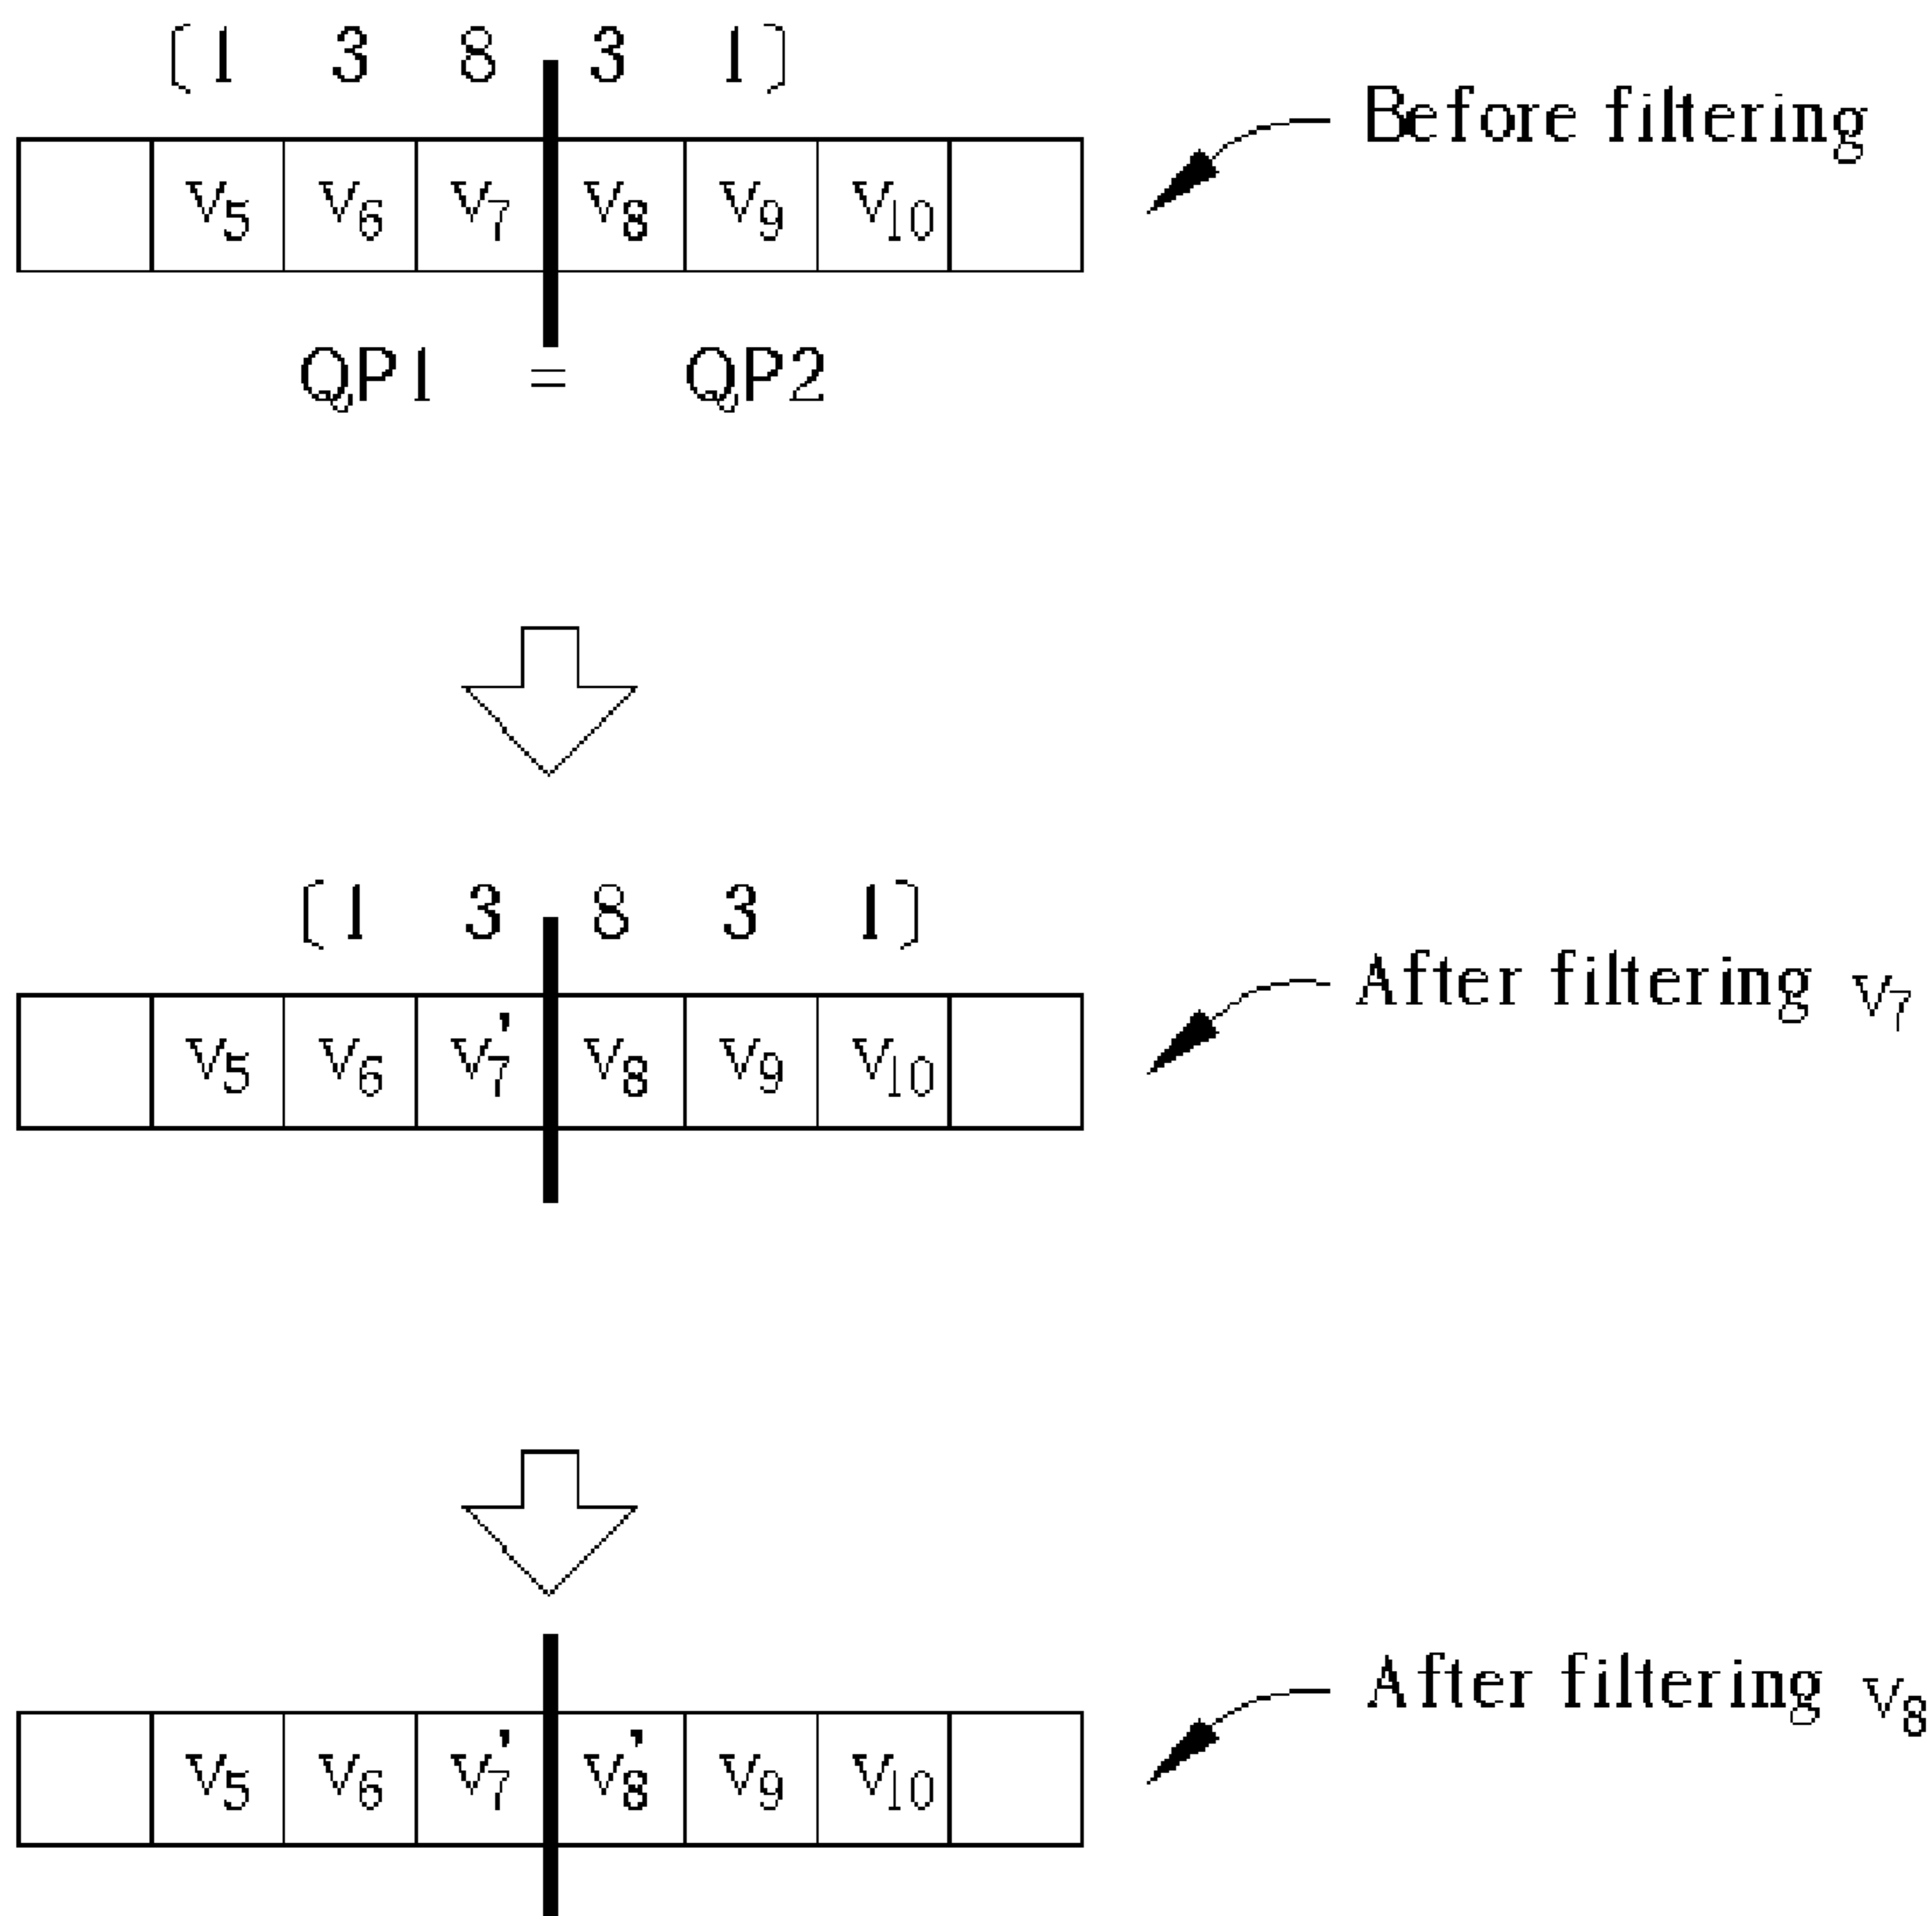 (1 3 8 3 1)
Before filtering
V5 V6 V7 V8 V9 V10
QP1 = QP2
(1 3 8 3 1)
After filtering V7
V5 V6 V7' V8 V9 V10
After filtering V8
V5 V6 V7' V8' V9 V10